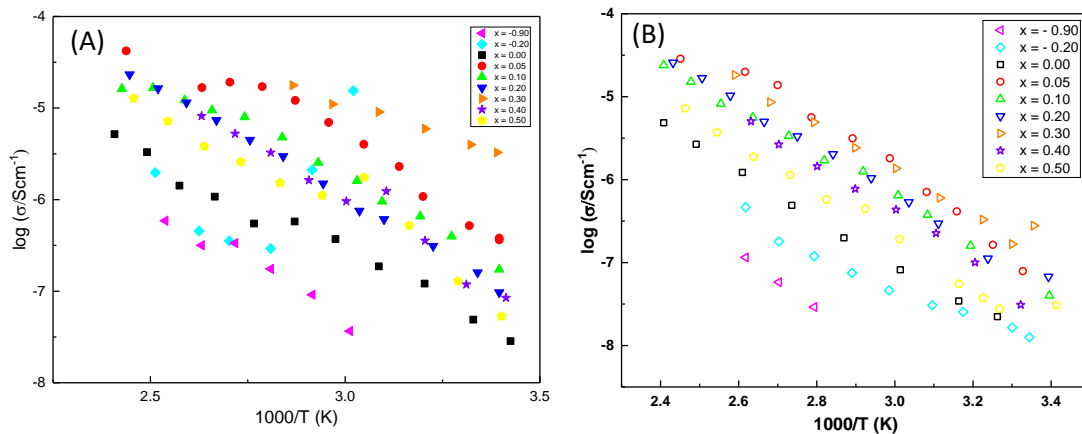 (A)
-4
-5
-6
-7
-8
log (σ/Scm⁻¹)
2.5
3.0
3.5
1000/T (K)
x = -0.90
x = -0.20
x = 0.00
x = 0.05
x = 0.10
x = 0.20
x = 0.30
x = 0.40
x = 0.50
(B)
-4
-5
-6
-7
-8
log (σ/Scm⁻¹)
2.4
2.6
2.8
3.0
3.2
3.4
3.6
1000/T (K)
x = - 0.90
x = - 0.20
x = 0.00
x = 0.05
x = 0.10
x = 0.20
x = 0.30
x = 0.40
x = 0.50